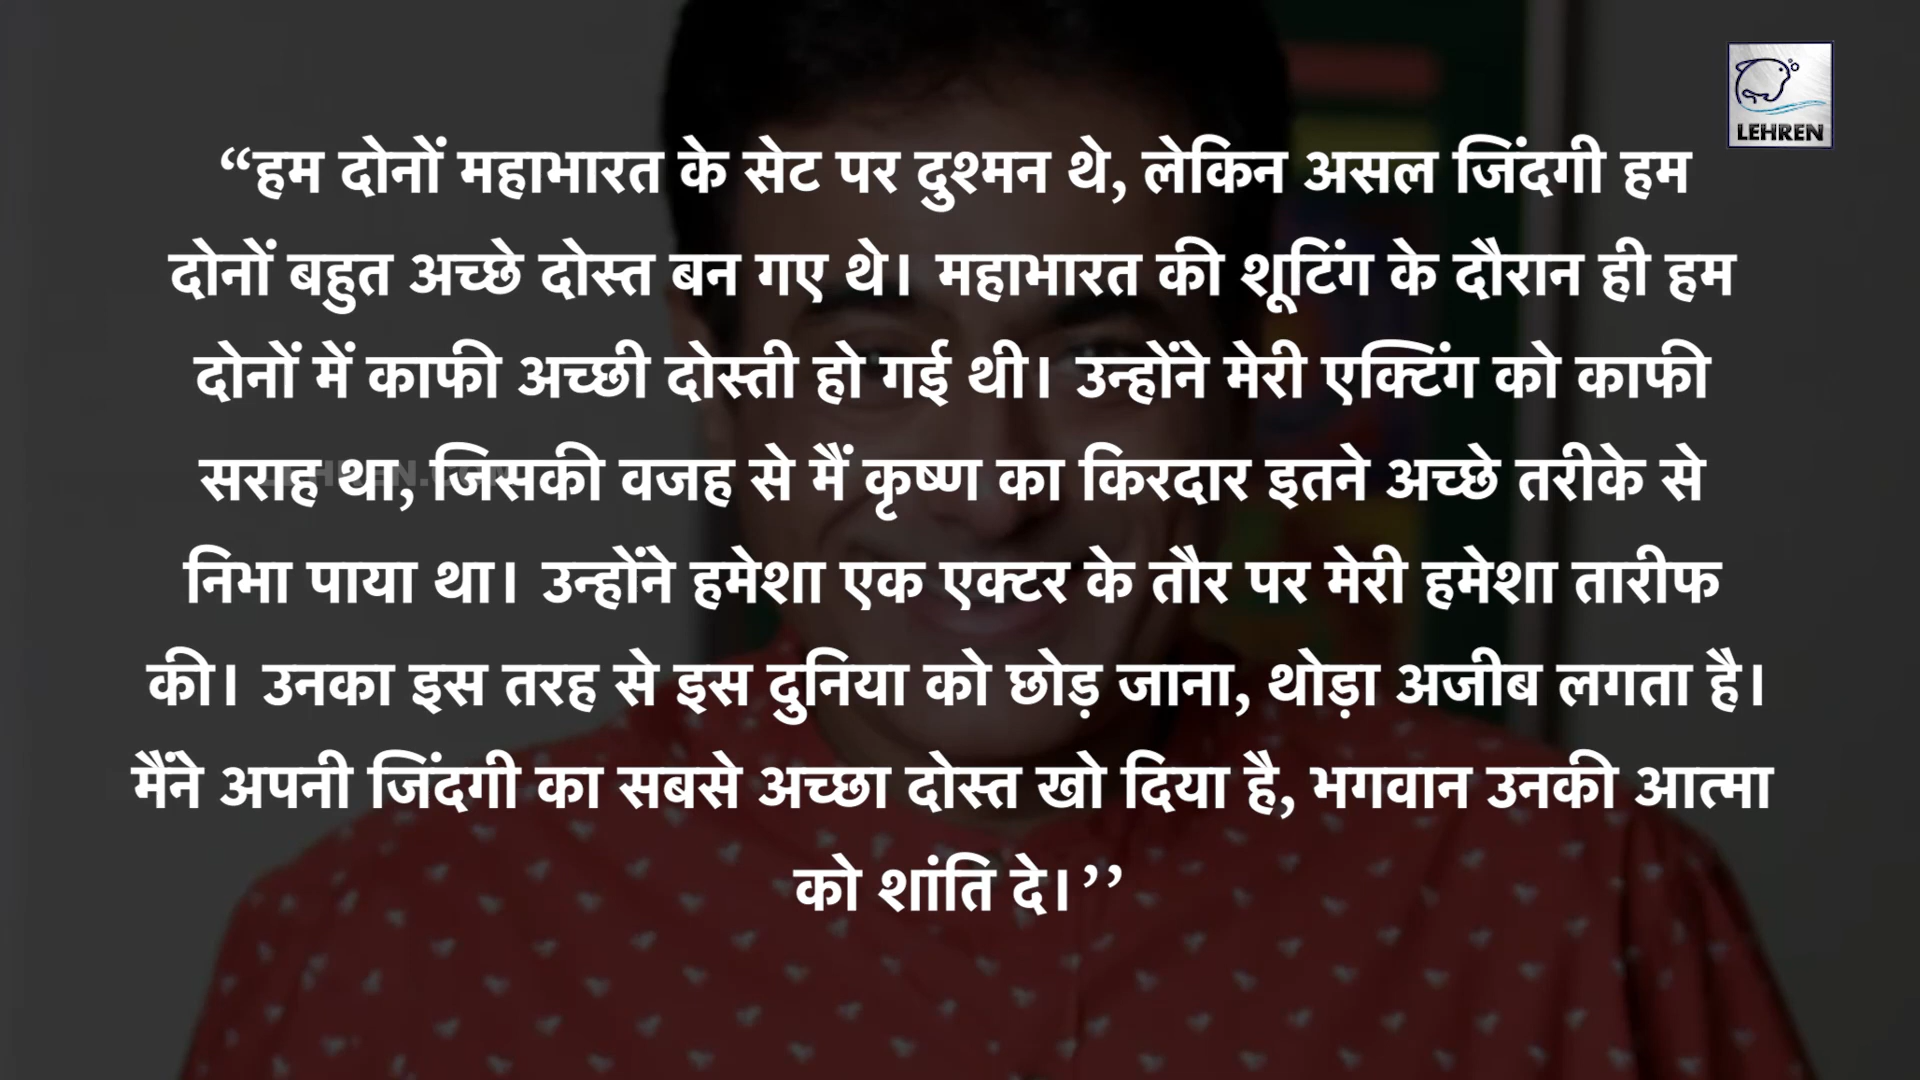 LEHREN
“हम दोनों महाभारत के सेट पर दुश्मन थे, लेकिन असल जिंदगी हम
दोनों बहुत अच्छे दोस्त बन गए थे। महाभारत की शूटिंग के दौरान ही हम
दोनों में काफी अच्छी दोस्ती हो गई थी। उन्होंने मेरी एक्टिंग को काफी
सराह था, जिसकी वजह से मैं कृष्ण का किरदार इतने अच्छे तरीके से
निभा पाया था। उन्होंने हमेशा एक एक्टर के तौर पर मेरी हमेशा तारीफ
की। उनका इस तरह से इस दुनिया को छोड़ जाना, थोड़ा अजीब लगता है।
मैंने अपनी जिंदगी का सबसे अच्छा दोस्त खो दिया है, भगवान उनकी आत्मा
को शांति दे।’’